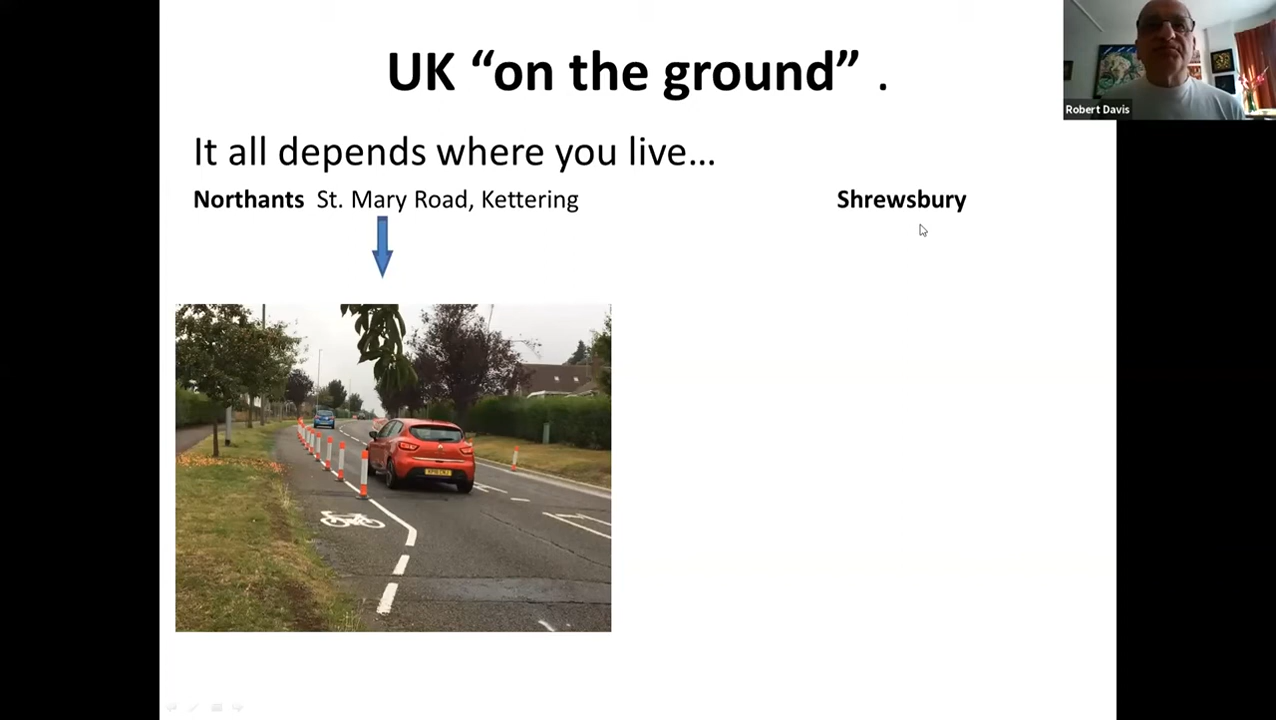 UK “on the ground” .
Robert Davis
It all depends where you live…
Northants St. Mary Road, Kettering
Shrewsbury